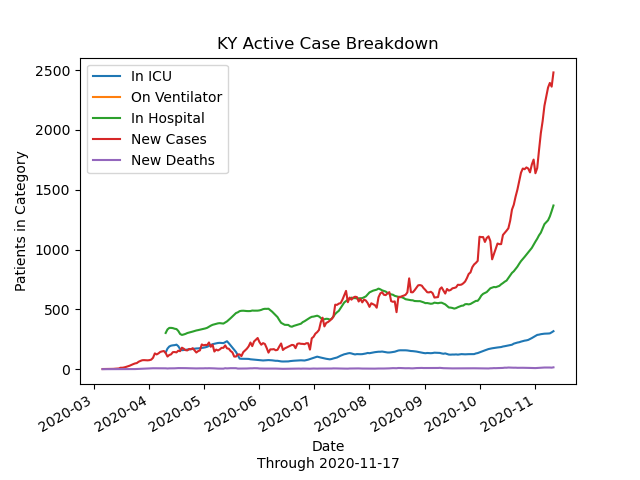 KY Active Case Breakdown
In ICU
On Ventilator
In Hospital
New Cases
New Deaths
Patients in Category
2500
2000
1500
1000
500
0
2020-03
2020-04
2020-05
2020-06
2020-07
2020-08
2020-09
2020-10
2020-11
Date
Through 2020-11-17